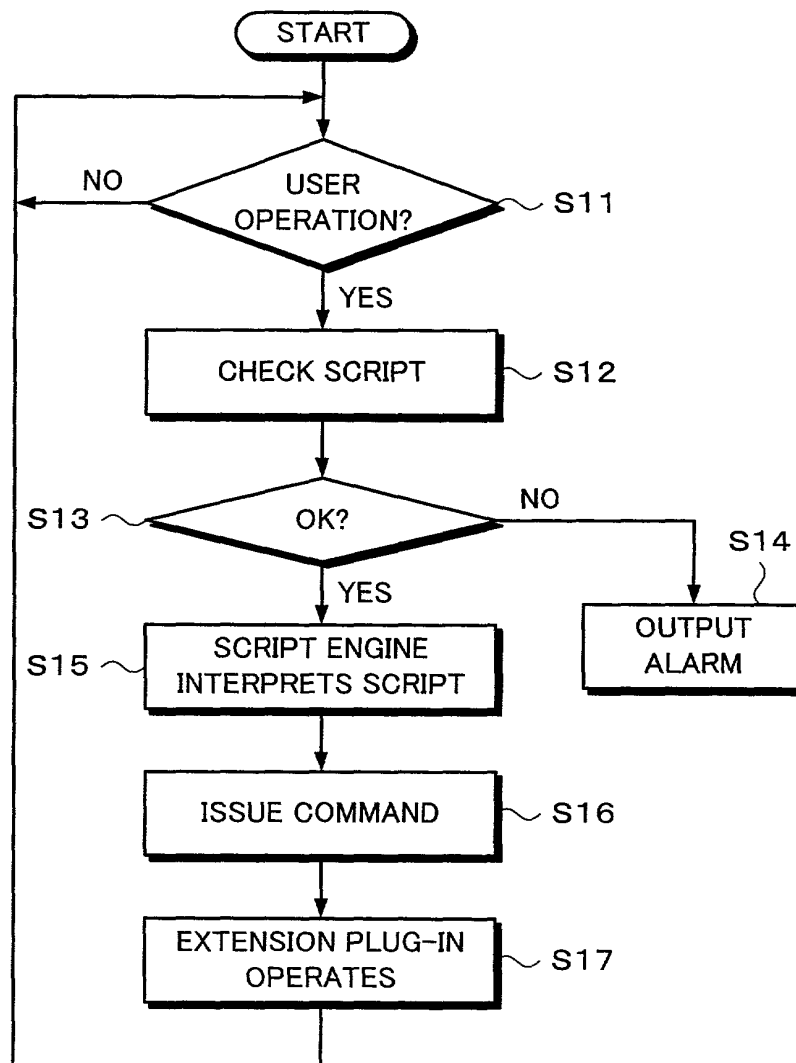 START
NO
USER
OPERATION?
S11
YES
CHECK SCRIPT
S12
S13
OK?
NO
S14
YES
OUTPUT
ALARM
S15
SCRIPT ENGINE
INTERPRETS SCRIPT
ISSUE COMMAND
S16
EXTENSION PLUG-IN
OPERATES
S17